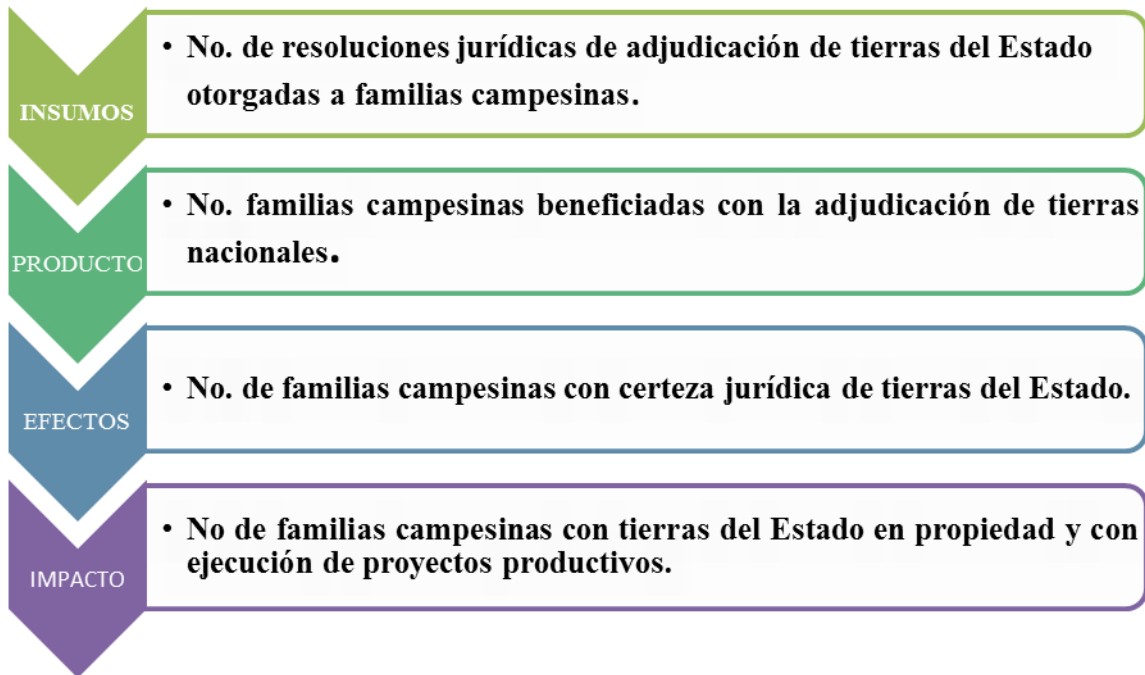 INSUMOS
• No. de resoluciones jurídicas de adjudicación de tierras del Estado
otorgadas a familias campesinas.
PRODUCTO
• No. familias campesinas beneficiadas con la adjudicación de tierras
nacionales.
EFECTOS
• No. de familias campesinas con certeza jurídica de tierras del Estado.
IMPACTO
• No de familias campesinas con tierras del Estado en propiedad y con
ejecución de proyectos productivos.